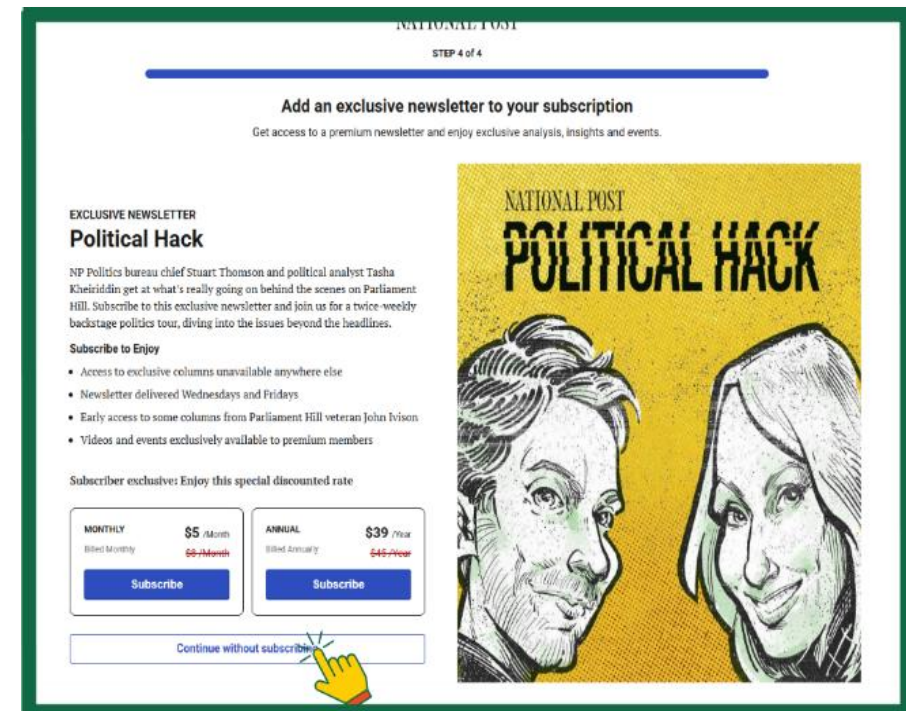 NATIONAL POST
STEP 4 of 4
Add an exclusive newsletter to your subscription
Get access to a premium newsletter and enjoy exclusive analysis, insights and events.
EXCLUSIVE NEWSLETTER
Political Hack
NP Politics bureau chief Stuart Thomson and political analyst Tasha
Kheiriddin get at what's really going on behind the scenes on Parliament
Hill. Subscribe to this exclusive newsletter and join us for a twice-weekly
backstage politics tour, diving into the issues beyond the headlines.
Subscribe to Enjoy
• Access to exclusive columns unavailable anywhere else
• Newsletter delivered Wednesdays and Fridays
• Early access to some columns from Parliament Hill veteran John Ivison
• Videos and events exclusively available to premium members
Subscriber exclusive: Enjoy this special discounted rate
MONTHLY $5 /Month
Billed Monthly $8 /Month
Subscribe
ANNUAL $39 /Year
Billed Annually $45 /Year
Subscribe
Continue without subscribing
NATIONAL POST
POLITICAL HACK